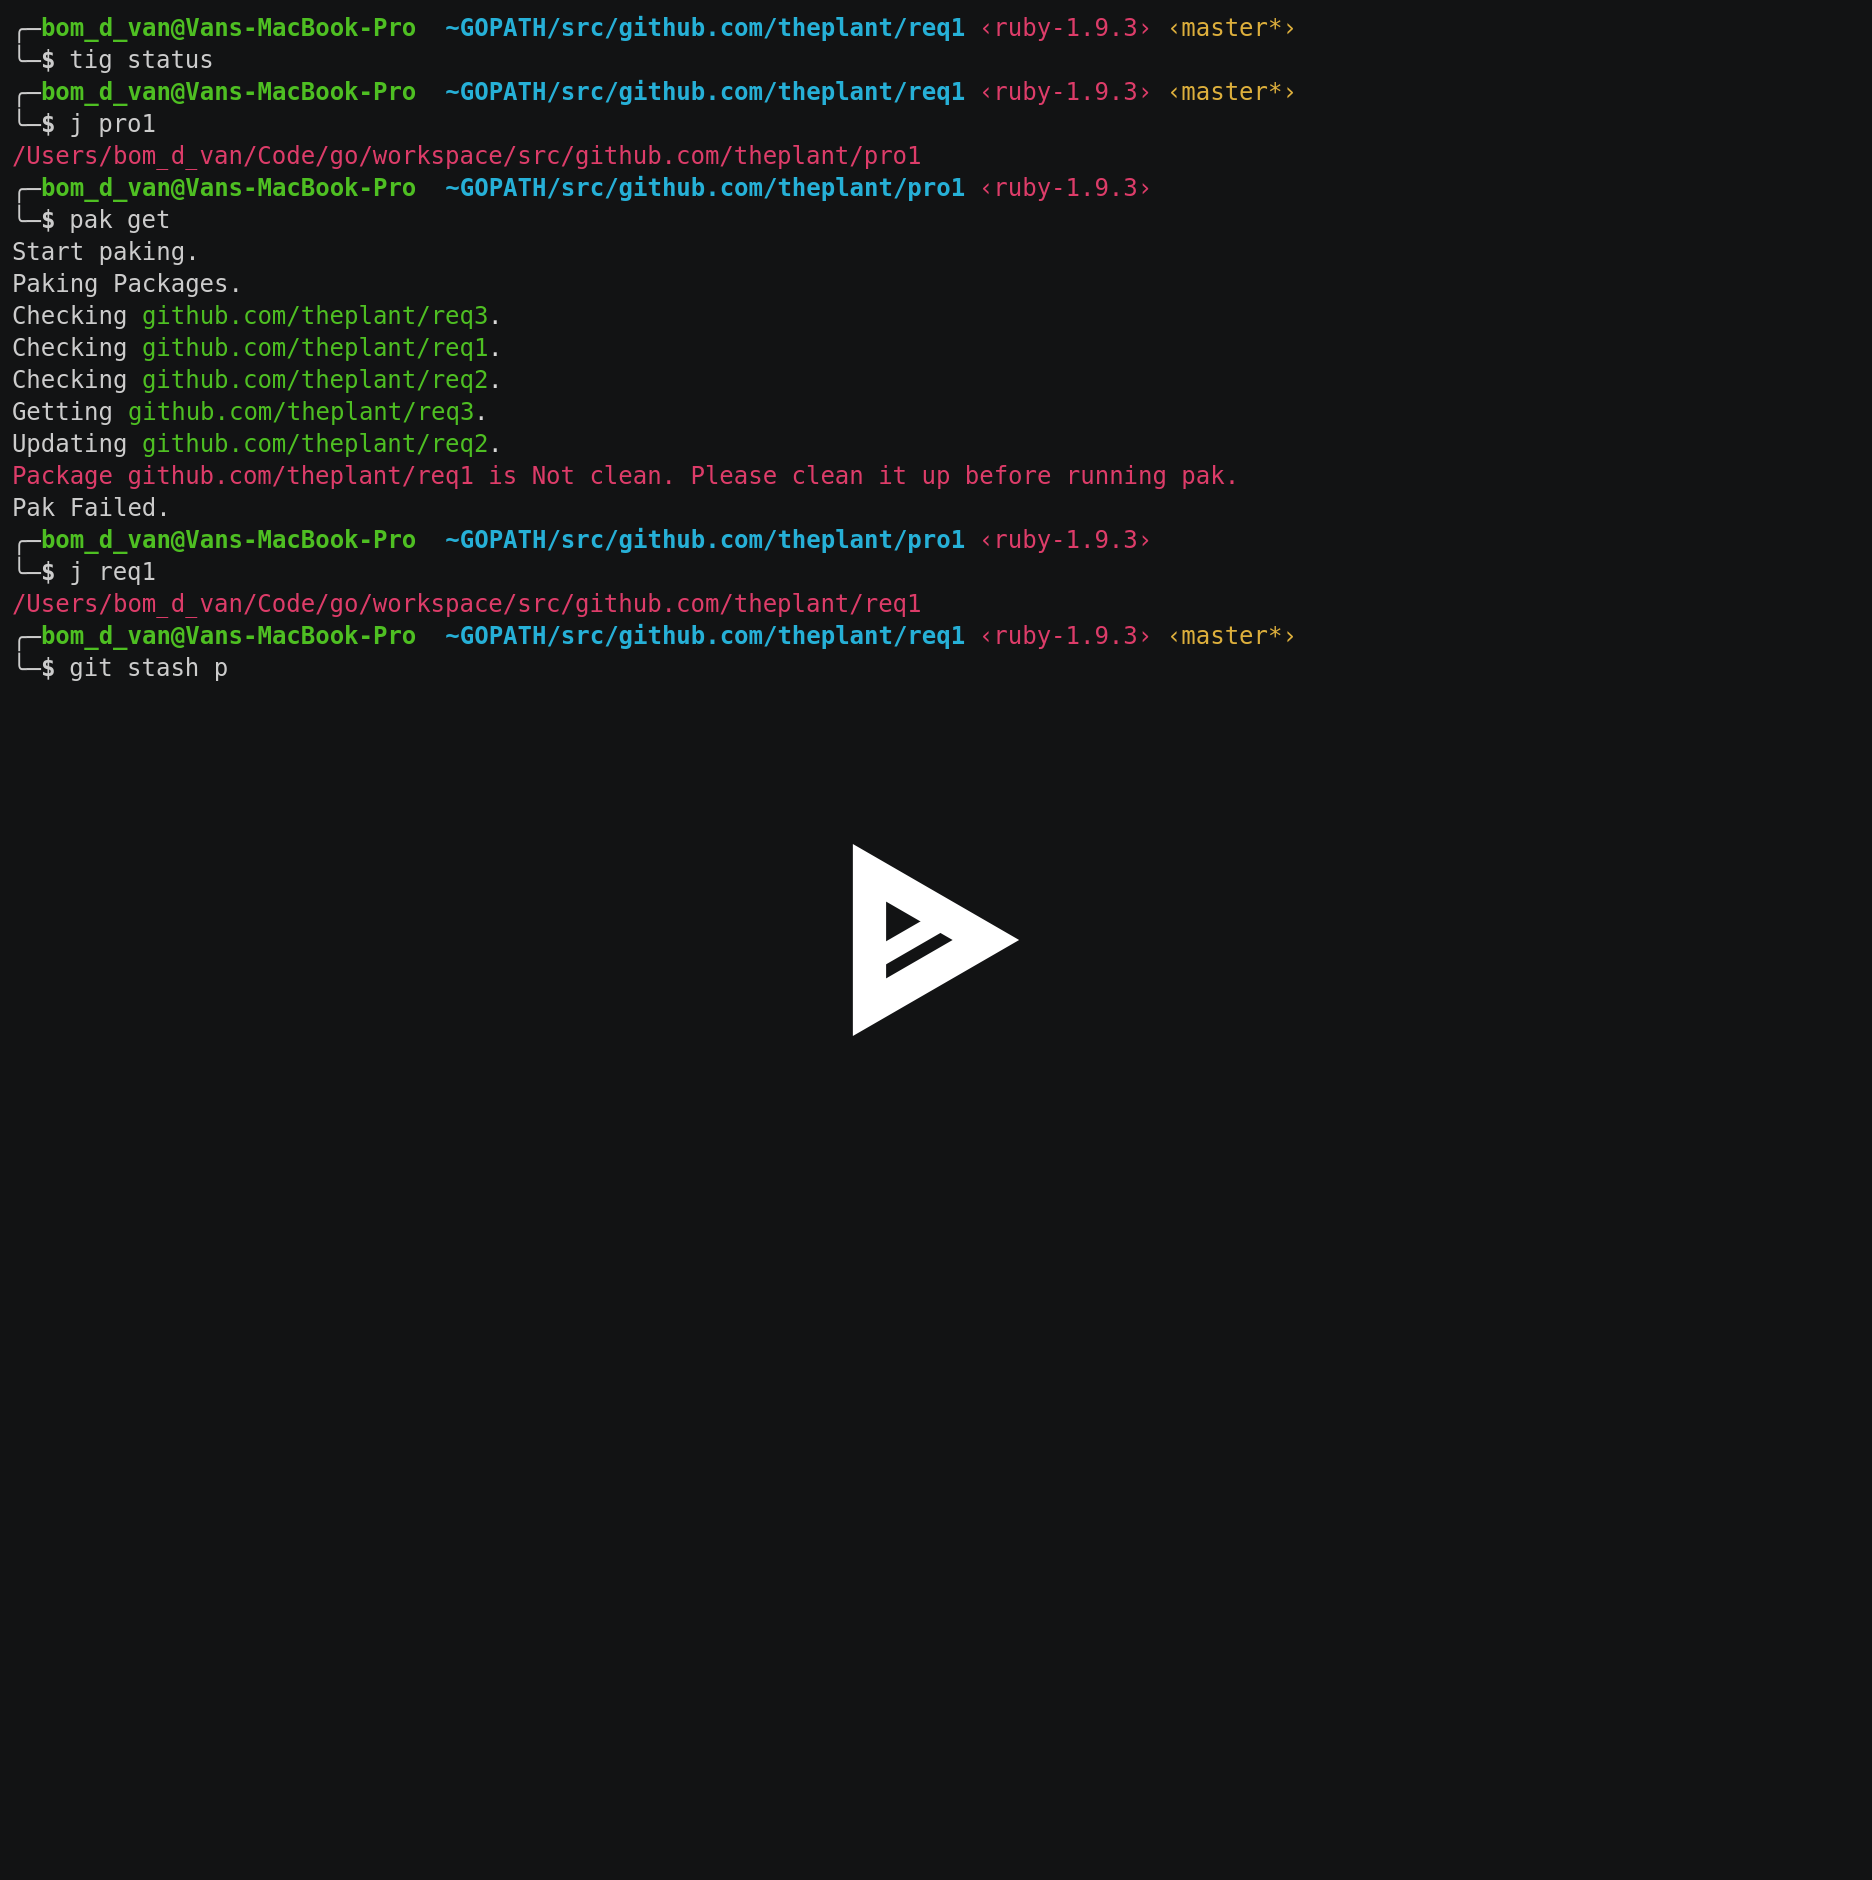 ╭─bom_d_van@Vans-MacBook-Pro  ~GOPATH/src/github.com/theplant/req1 ‹ruby-1.9.3› ‹master*›
╰─$ tig status
╭─bom_d_van@Vans-MacBook-Pro  ~GOPATH/src/github.com/theplant/req1 ‹ruby-1.9.3› ‹master*›
╰─$ j pro1
/Users/bom_d_van/Code/go/workspace/src/github.com/theplant/pro1
╭─bom_d_van@Vans-MacBook-Pro  ~GOPATH/src/github.com/theplant/pro1 ‹ruby-1.9.3›
╰─$ pak get
Start paking.
Paking Packages.
Checking github.com/theplant/req3.
Checking github.com/theplant/req1.
Checking github.com/theplant/req2.
Getting github.com/theplant/req3.
Updating github.com/theplant/req2.
Package github.com/theplant/req1 is Not clean. Please clean it up before running pak.
Pak Failed.
╭─bom_d_van@Vans-MacBook-Pro  ~GOPATH/src/github.com/theplant/pro1 ‹ruby-1.9.3›
╰─$ j req1
/Users/bom_d_van/Code/go/workspace/src/github.com/theplant/req1
╭─bom_d_van@Vans-MacBook-Pro  ~GOPATH/src/github.com/theplant/req1 ‹ruby-1.9.3› ‹master*›
╰─$ git stash p